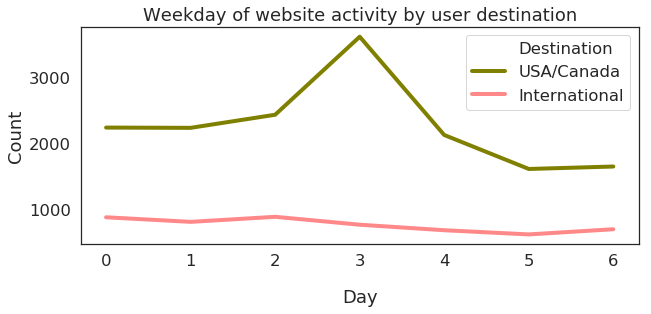 Weekday of website activity by user destination
Destination
USA/Canada
International
Count
3000
2000
1000
0 1 2 3 4 5 6
Day